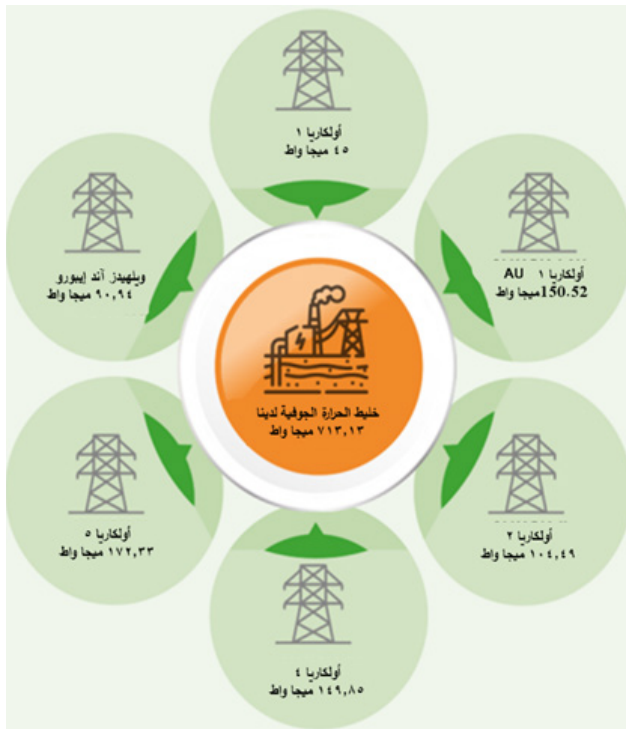 أولكاريا ١
٤٥ ميجا واط
أولكاريا ١ AU
150.52ميجا واط
ويلهيدز آند إيبورو
٩٠,٩٤ ميجا واط
خليط الحرارة الجوفية لدينا
٧١٣,١٣ ميجا واط
أولكاريا ٢
١٠٤,٤٩ ميجا واط
أولكاريا ٥
١٧٢,٣٣ ميجا واط
أولكاريا ٤
١٤٩,٨٥ ميجا واط